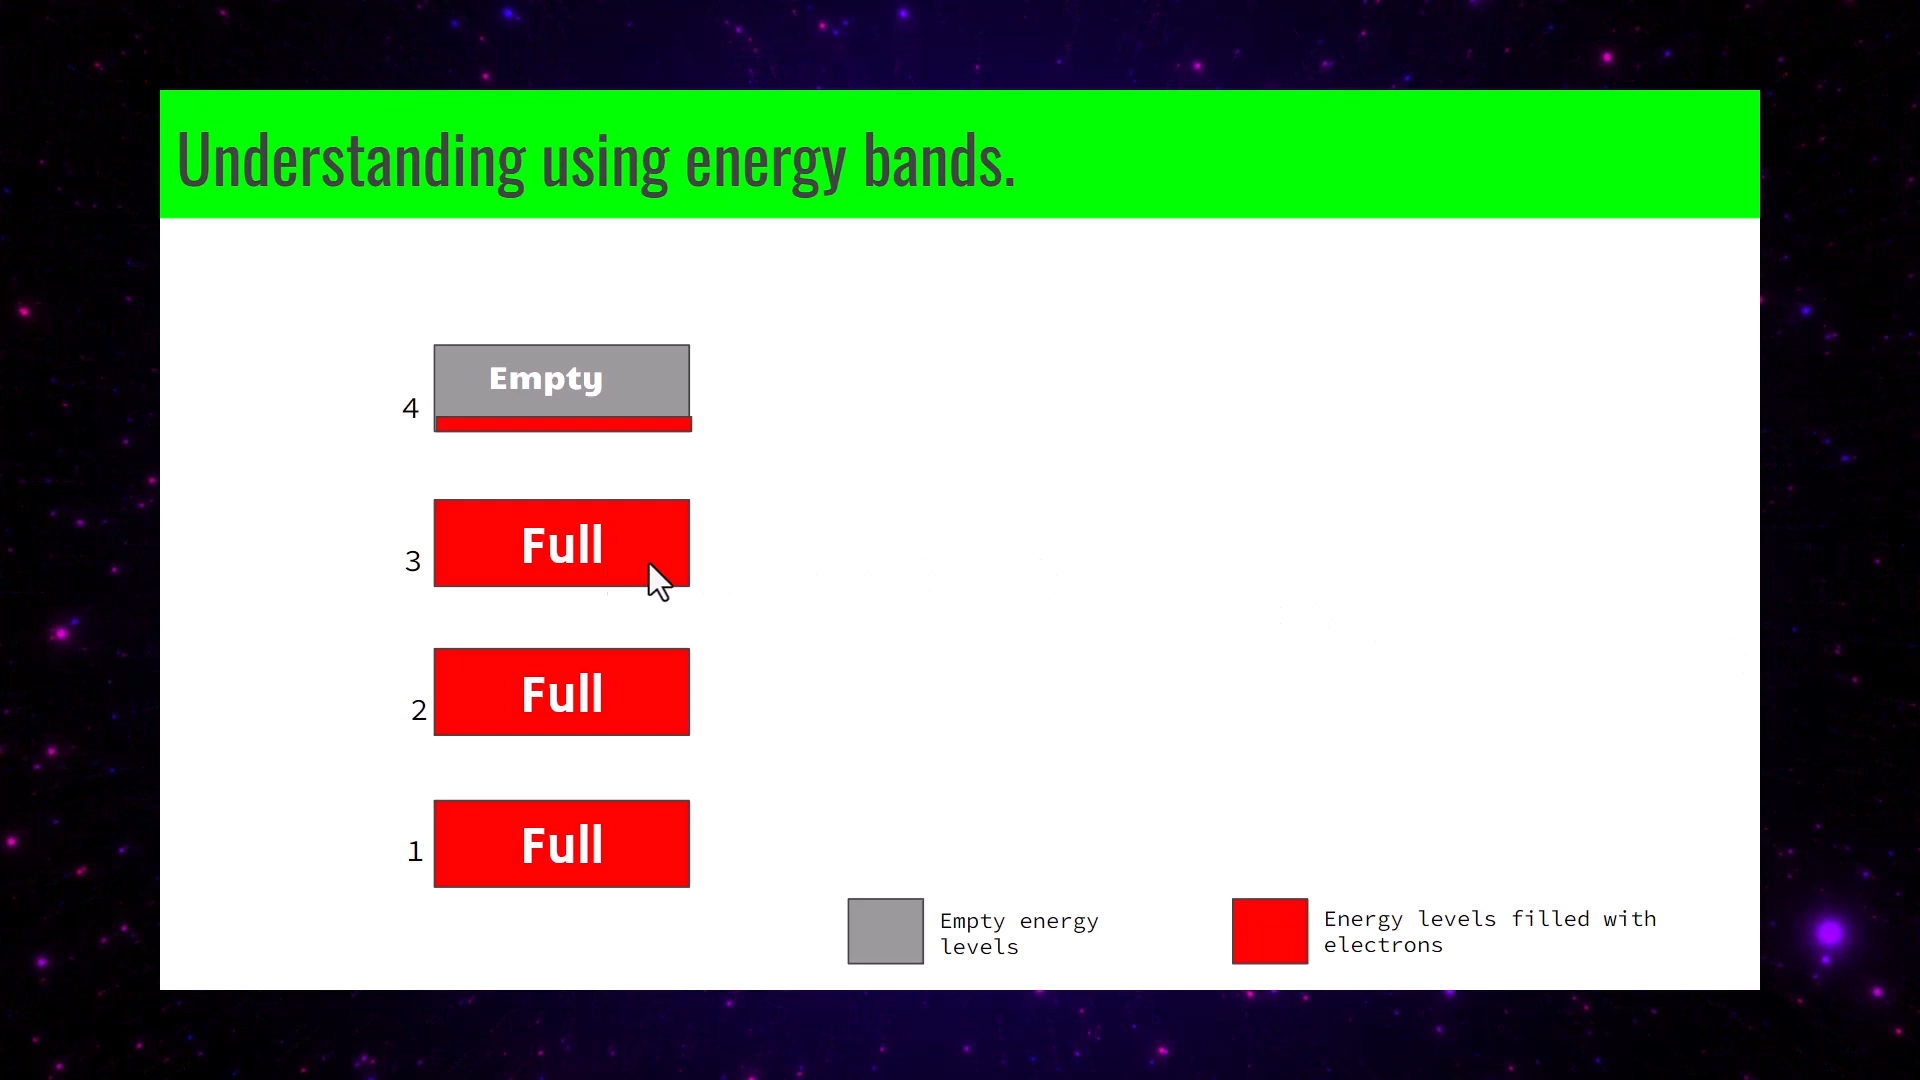 Understanding using energy bands.
Empty
4
Full
3
Full
2
Full
1
Empty energy
levels
Energy levels filled with
electrons